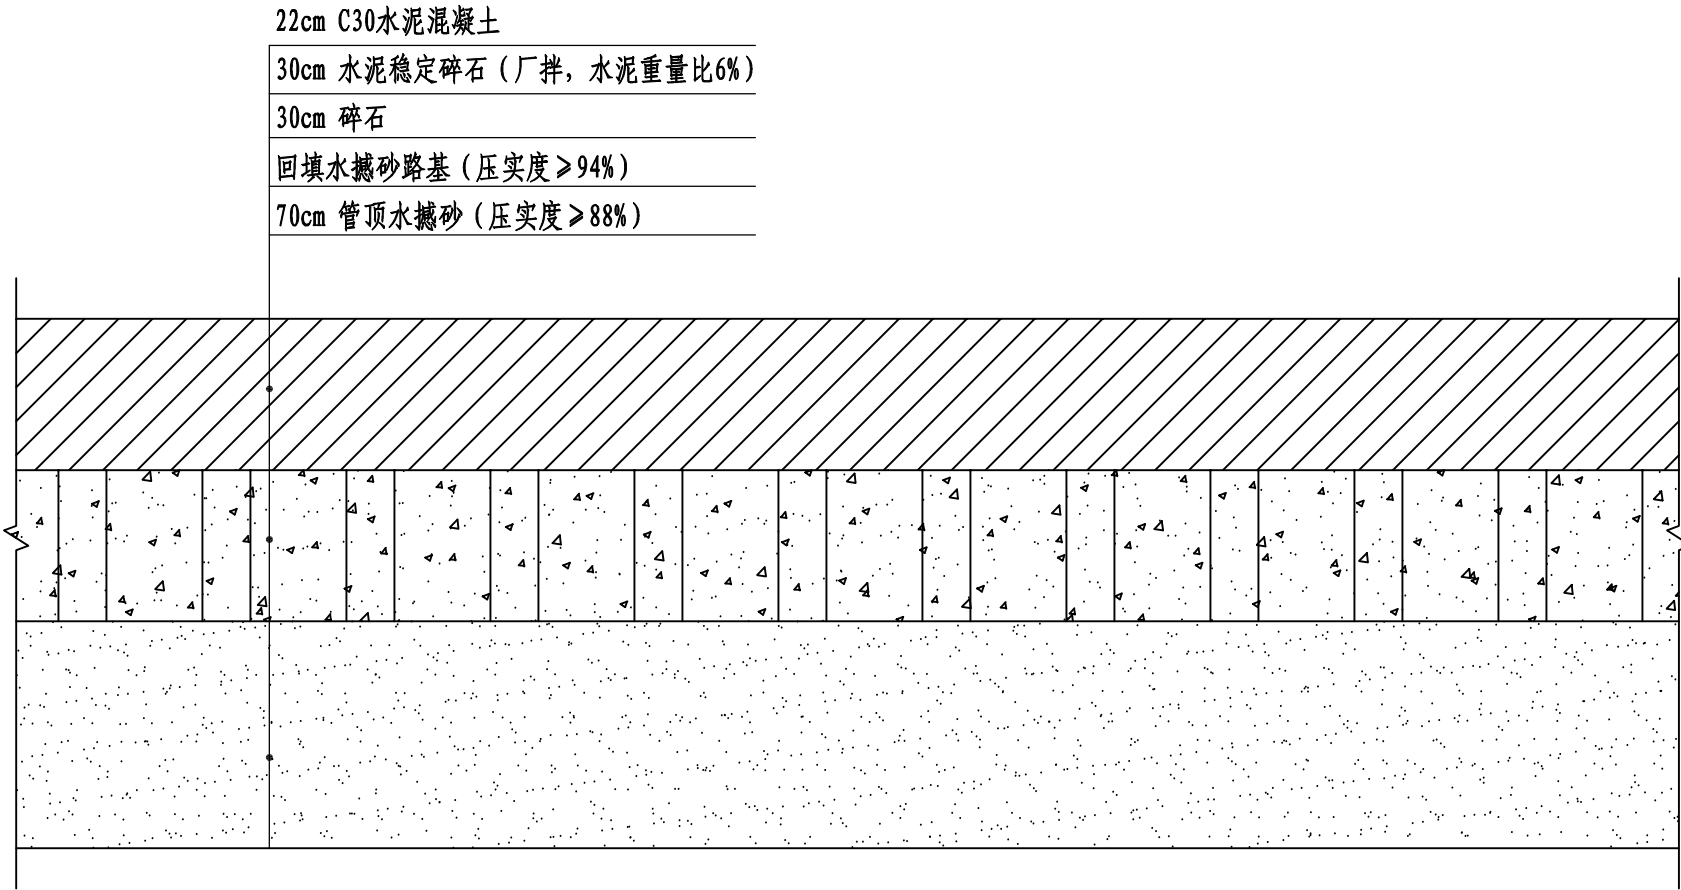 22cm C30水泥混凝土
30cm 水泥稳定碎石（厂拌，水泥重量比6%）
30cm 碎石
回填水撼砂路基（压实度≥94%）
70cm 管顶水撼砂（压实度≥88%）